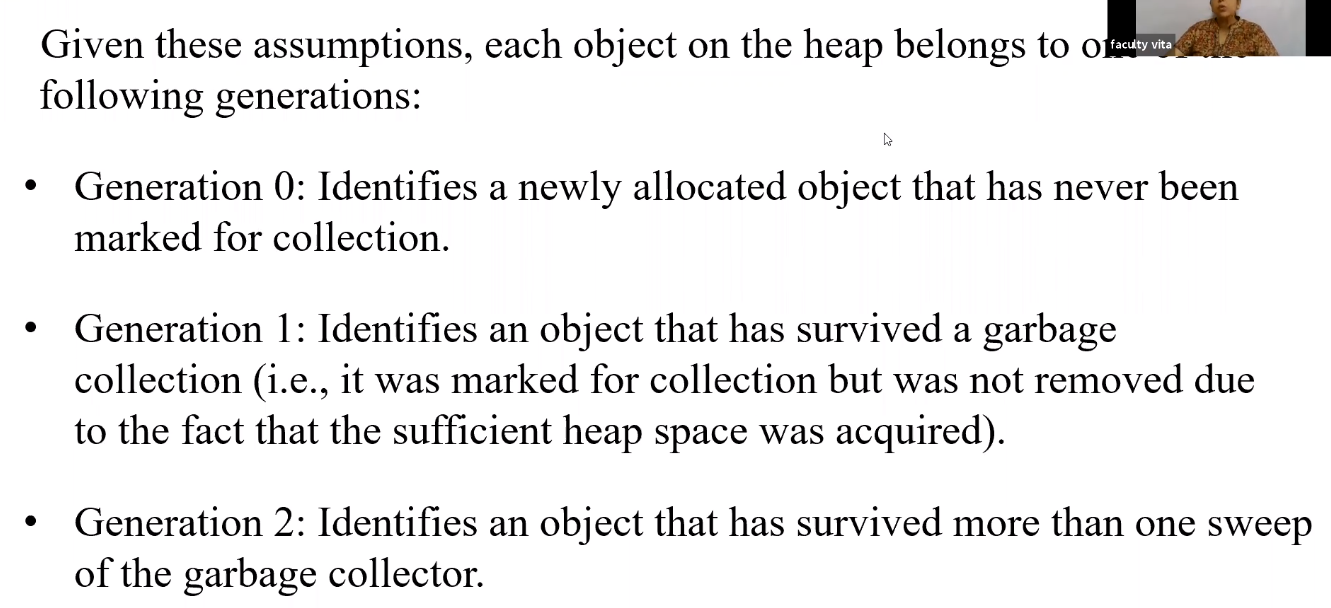 Given these assumptions, each object on the heap belongs to one of the
faculty vita
following generations:
• Generation 0: Identifies a newly allocated object that has never been
marked for collection.
• Generation 1: Identifies an object that has survived a garbage
collection (i.e., it was marked for collection but was not removed due
to the fact that the sufficient heap space was acquired).
• Generation 2: Identifies an object that has survived more than one sweep
of the garbage collector.